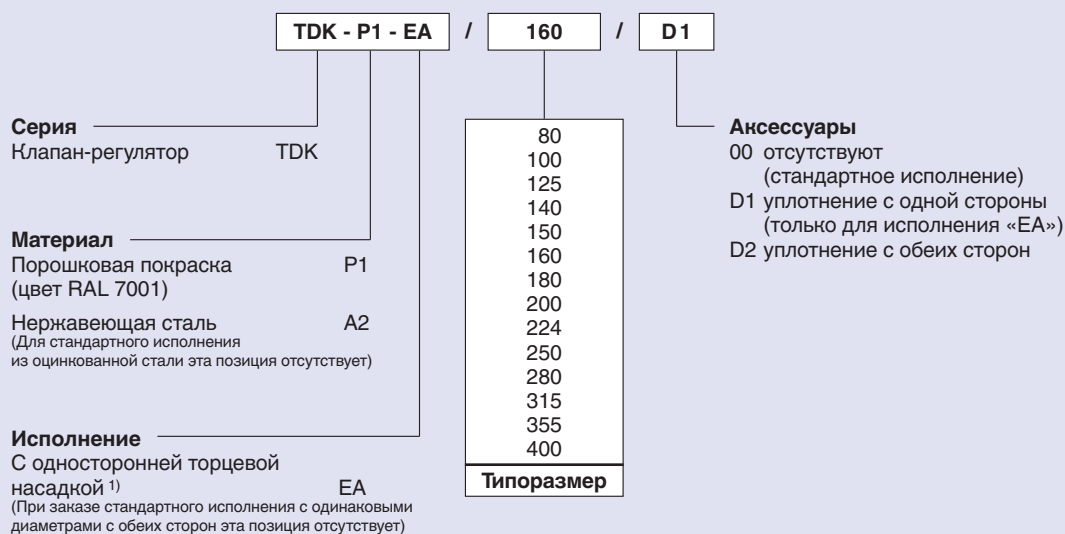 TDK - P1 - EA / 160 / D1
Серия
Клапан-регулятор TDK
Материал
Порошковая покраска P1
(цвет RAL 7001)
Нержавеющая сталь A2
(Для стандартного исполнения
из оцинкованной стали эта позиция отсутствует)
Исполнение
С односторонней торцевой
насадкой 1) EA
(При заказе стандартного исполнения с одинаковыми
диаметрами с обеих сторон эта позиция отсутствует)
80
100
125
140
150
160
180
200
224
250
280
315
355
400
Типоразмер
Аксессуары
00 отсутствуют
(стандартное исполнение)
D1 уплотнение с одной стороны
(только для исполнения «EA»)
D2 уплотнение с обеих сторон